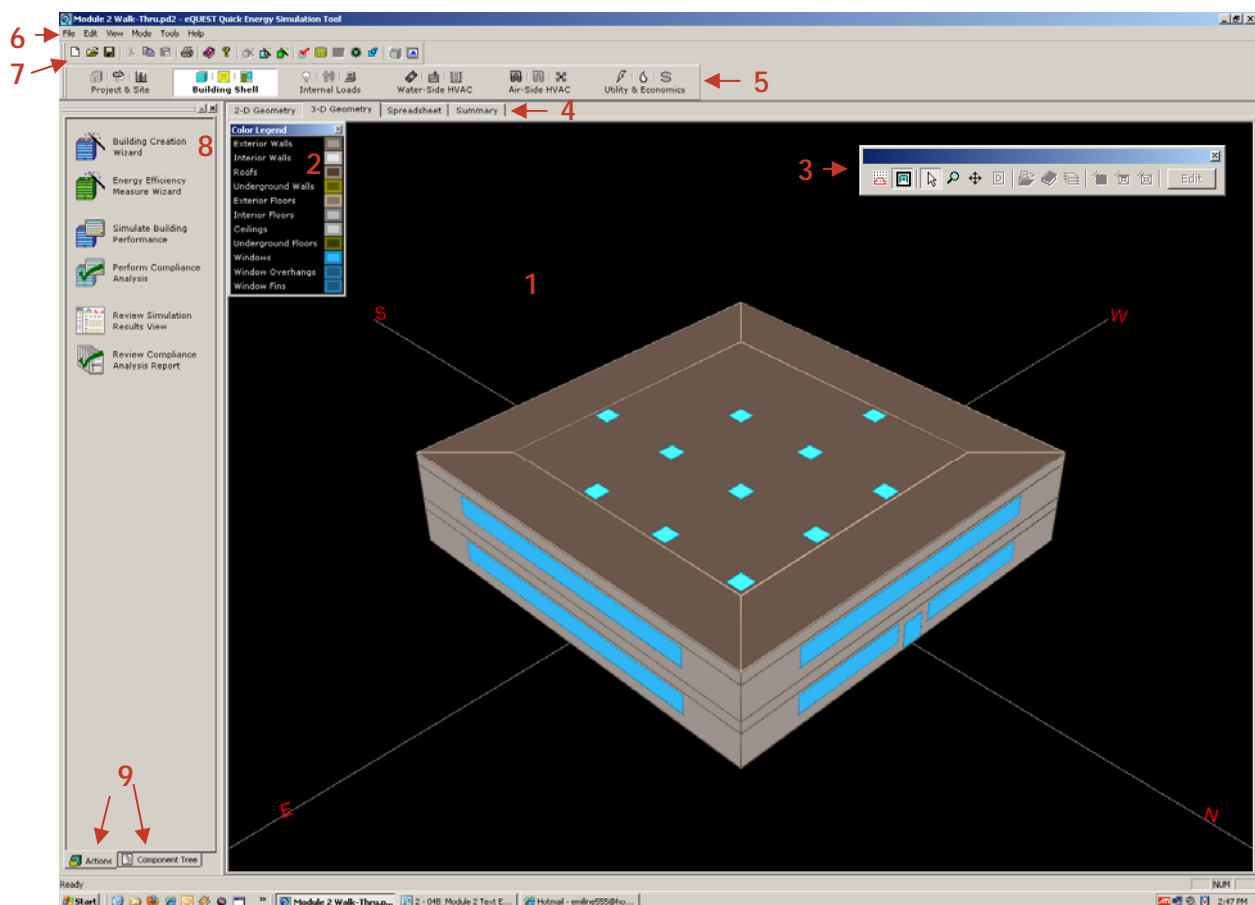 Module 2 Walk-Thru.pd2 - eQUEST Quick Energy Simulation Tool
6
File Edit View Mode Tools Help
7
Project & Site Building Shell Internal Loads Water-Side HVAC Air-Side HVAC Utility & Economics
5
2-D Geometry 3-D Geometry Spreadsheet Summary
4
8
Building Creation
Wizard
Energy Efficiency
Measure Wizard
Simulate Building
Performance
Perform Compliance
Analysis
Review Simulation
Results View
Review Compliance
Analysis Report
Color Legend
2
Exterior Walls
Interior Walls
Roofs
Underground Walls
Exterior Floors
Interior Floors
Ceilings
Underground Floors
Windows
Window Overhangs
Window Fins
3
D
Edit
1
S
W
E
N
9
Actions Component Tree
Ready
NUM
Start
»
Module 2 Walk-Thru.p...
2 - 04B Module 2 Text E...
Hotmail - emiline555@ho...
2:47 PM